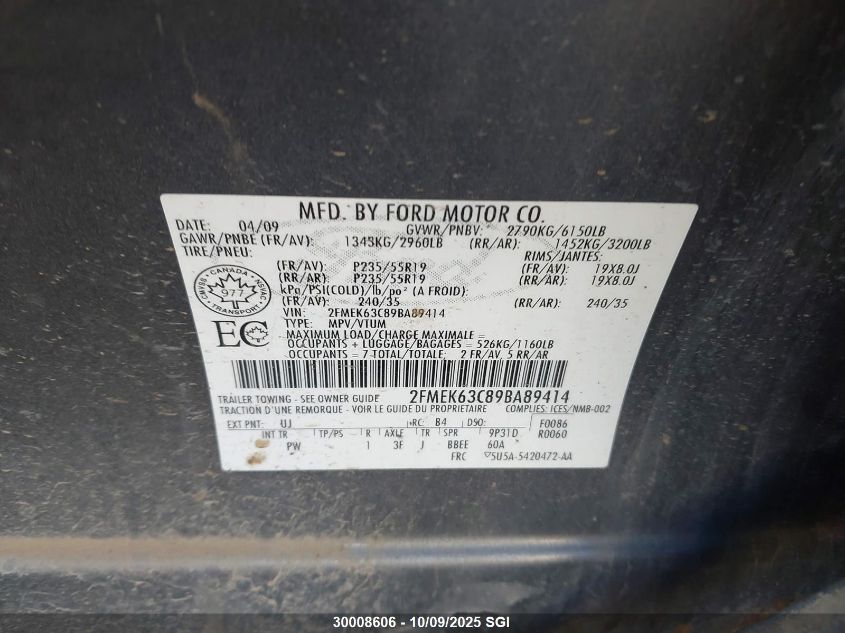 MFD. BY FORD MOTOR CO.
DATE: 04/09 GVWR/PNBV: 2790KG/6150LB
GAWR/PNBE (FR/AV): 1343KG/2960LB (RR/AR): 1452KG/3200LB
TIRE/PNEU: RIMS/JANTES:
(FR/AV): P235/55R19 (FR/AV): 19X8.0J
(RR/AR): P235/55R19 (RR/AR): 19X8.0J
kPa/PSI(COLD)/lb/po² (A FROID):
(FR/AV): 240/35 (RR/AR): 240/35
VIN: 2FMEK63C89BA89414
TYPE: MPV/VTUM
MAXIMUM LOAD/CHARGE MAXIMALE =
OCCUPANTS + LUGGAGE/BAGAGES = 526KG/1160LB
OCCUPANTS = 7 TOTAL/TOTALE: 2 FR/AV, 5 RR/AR
CANADA
CMVSS NSVAC
977
TRANSPORT
EC
TRAILER TOWING - SEE OWNER GUIDE 2FMEK63C89BA89414
TRACTION D'UNE REMORQUE - VOIR LE GUIDE DU PROPRIETAIRE COMPLIES: ICES/NMB-002
EXT PNT: UJ RC: B4 DSO: F0086
INT TR TP/PS R AXLE TR SPR 9P31D R0060
PW 1 3F J BBEE 60A
FRC 5U5A-5420472-AA
30008606 - 10/09/2025 SGI